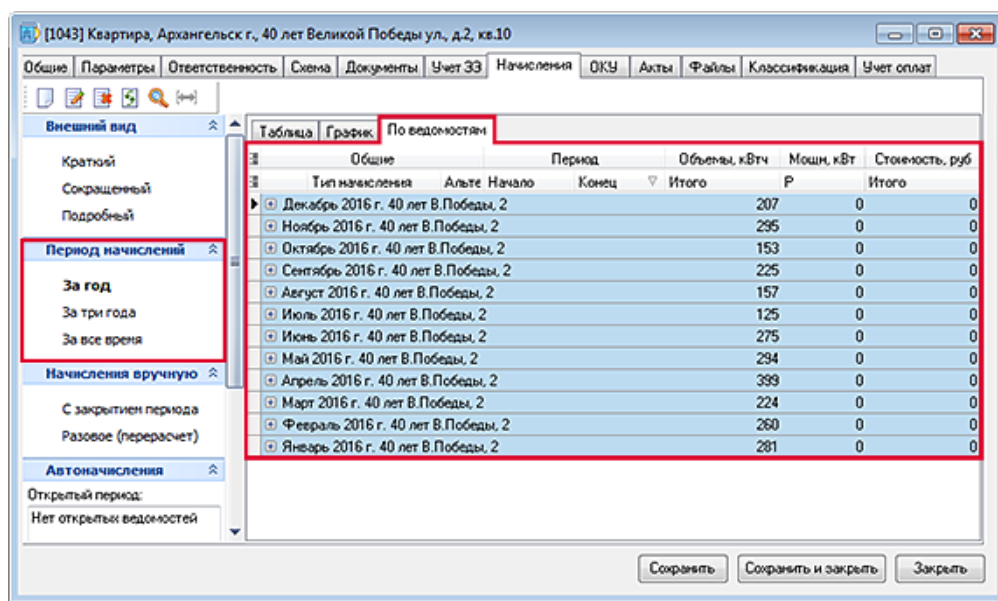 [1043] Квартира, Архангельск г., 40 лет Великой Победы ул., д.2, кв.10
Общие Параметры Ответственность Схема Документы Учет ЭЭ Начисления ОКУ Акты Файлы Классификация Учет оплат
Внешний вид
Краткий
Сокращенный
Подробный
Период начислений
За год
За три года
За все время
Начисления вручную
С закрытием периода
Разовое (перерасчет)
Автоначисления
Открытый период:
Нет открытых ведомостей
Таблица График По ведомостям
Общие Период Объемы, кВтч Мощн, кВт Стоимость, руб
Тип начисления Альте Начало Конец Итого P Итого
Декабрь 2016 г. 40 лет В.Победы, 2 207 0 0
Ноябрь 2016 г. 40 лет В.Победы, 2 295 0 0
Октябрь 2016 г. 40 лет В.Победы, 2 153 0 0
Сентябрь 2016 г. 40 лет В.Победы, 2 225 0 0
Август 2016 г. 40 лет В.Победы, 2 157 0 0
Июль 2016 г. 40 лет В.Победы, 2 125 0 0
Июнь 2016 г. 40 лет В.Победы, 2 275 0 0
Май 2016 г. 40 лет В.Победы, 2 294 0 0
Апрель 2016 г. 40 лет В.Победы, 2 399 0 0
Март 2016 г. 40 лет В.Победы, 2 224 0 0
Февраль 2016 г. 40 лет В.Победы, 2 260 0 0
Январь 2016 г. 40 лет В.Победы, 2 281 0 0
Сохранить Сохранить и закрыть Закрыть